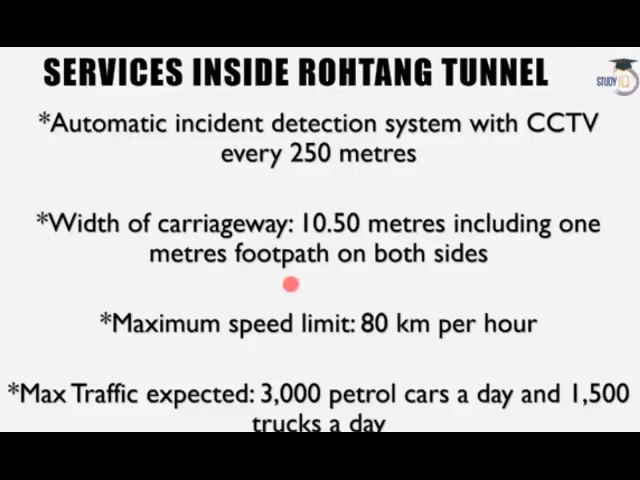 SERVICES INSIDE ROHTANG TUNNEL
STUDY IQ
*Automatic incident detection system with CCTV
every 250 metres
*Width of carriageway: 10.50 metres including one
metres footpath on both sides
*Maximum speed limit: 80 km per hour
*Max Traffic expected: 3,000 petrol cars a day and 1,500
trucks a day